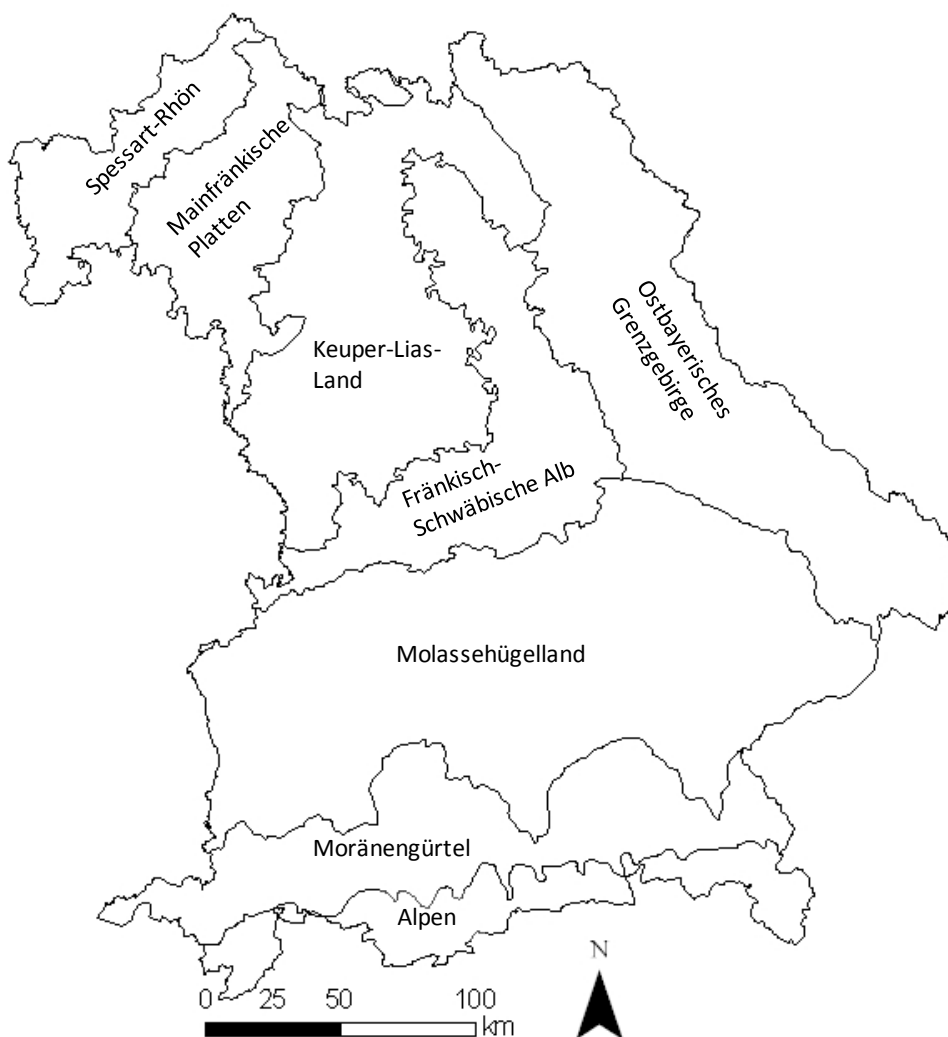 Spessart-Rhön
Mainfränkische
Platten
Ostbayerisches
Grenzgebirge
Keuper-Lias-
Land
Fränkisch-
Schwäbische Alb
Molassehügelland
Moränengürtel
Alpen
N
0 25 50 100
km